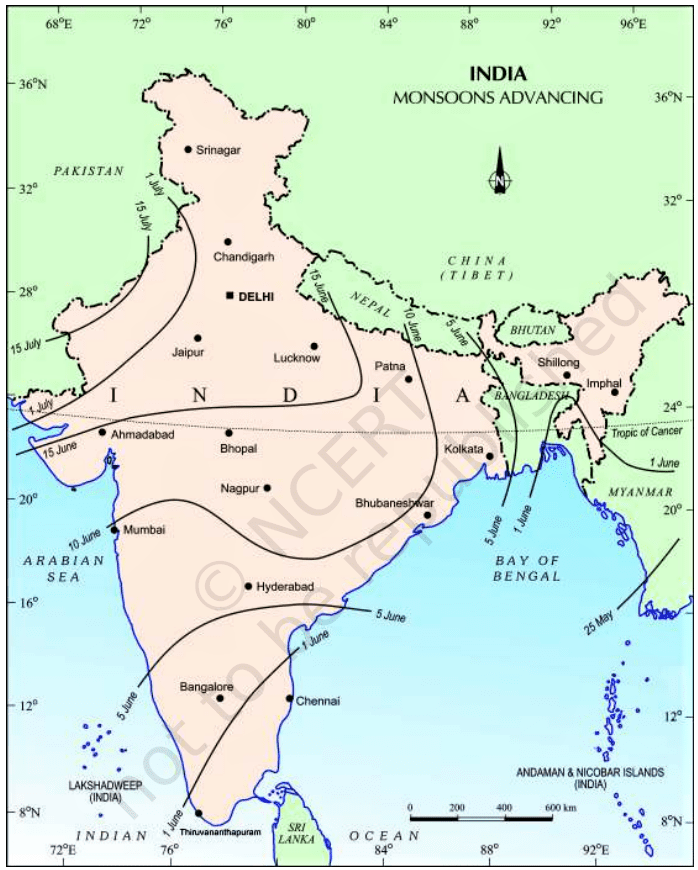 68°E 72° 76° 80° 84° 88° 92° 96°E
INDIA
MONSOONS ADVANCING
36°N
36°N
N
Srinagar
PAKISTAN
1 July
15 July
32°
32°
Chandigarh
CHINA
(TIBET)
28°
28°
DELHI
15 June
NEPAL
10 June
5 June
BHUTAN
15 July
Jaipur
Lucknow
Patna
Shillong
Imphal
I N D I A
BANGLADESH
24°
24°
1 July
Tropic of Cancer
15 June
Ahmadabad
Bhopal
Kolkata
1 June
Nagpur
MYANMAR
20°
20°
Bhubaneshwar
10 June
Mumbai
5 June
1 June
ARABIAN
SEA
BAY OF
BENGAL
Hyderabad
16°
16°
5 June
25 May
1 June
Bangalore
5 June
Chennai
12°
12°
LAKSHADWEEP
(INDIA)
ANDAMAN & NICOBAR ISLANDS
(INDIA)
0 200 400 600 km
8°N
8°N
1 June
Thiruvananthapuram
INDIAN OCEAN
SRI
LANKA
72°E 76° 80° 84° 88° 92°E
© NCERT
not to be republished